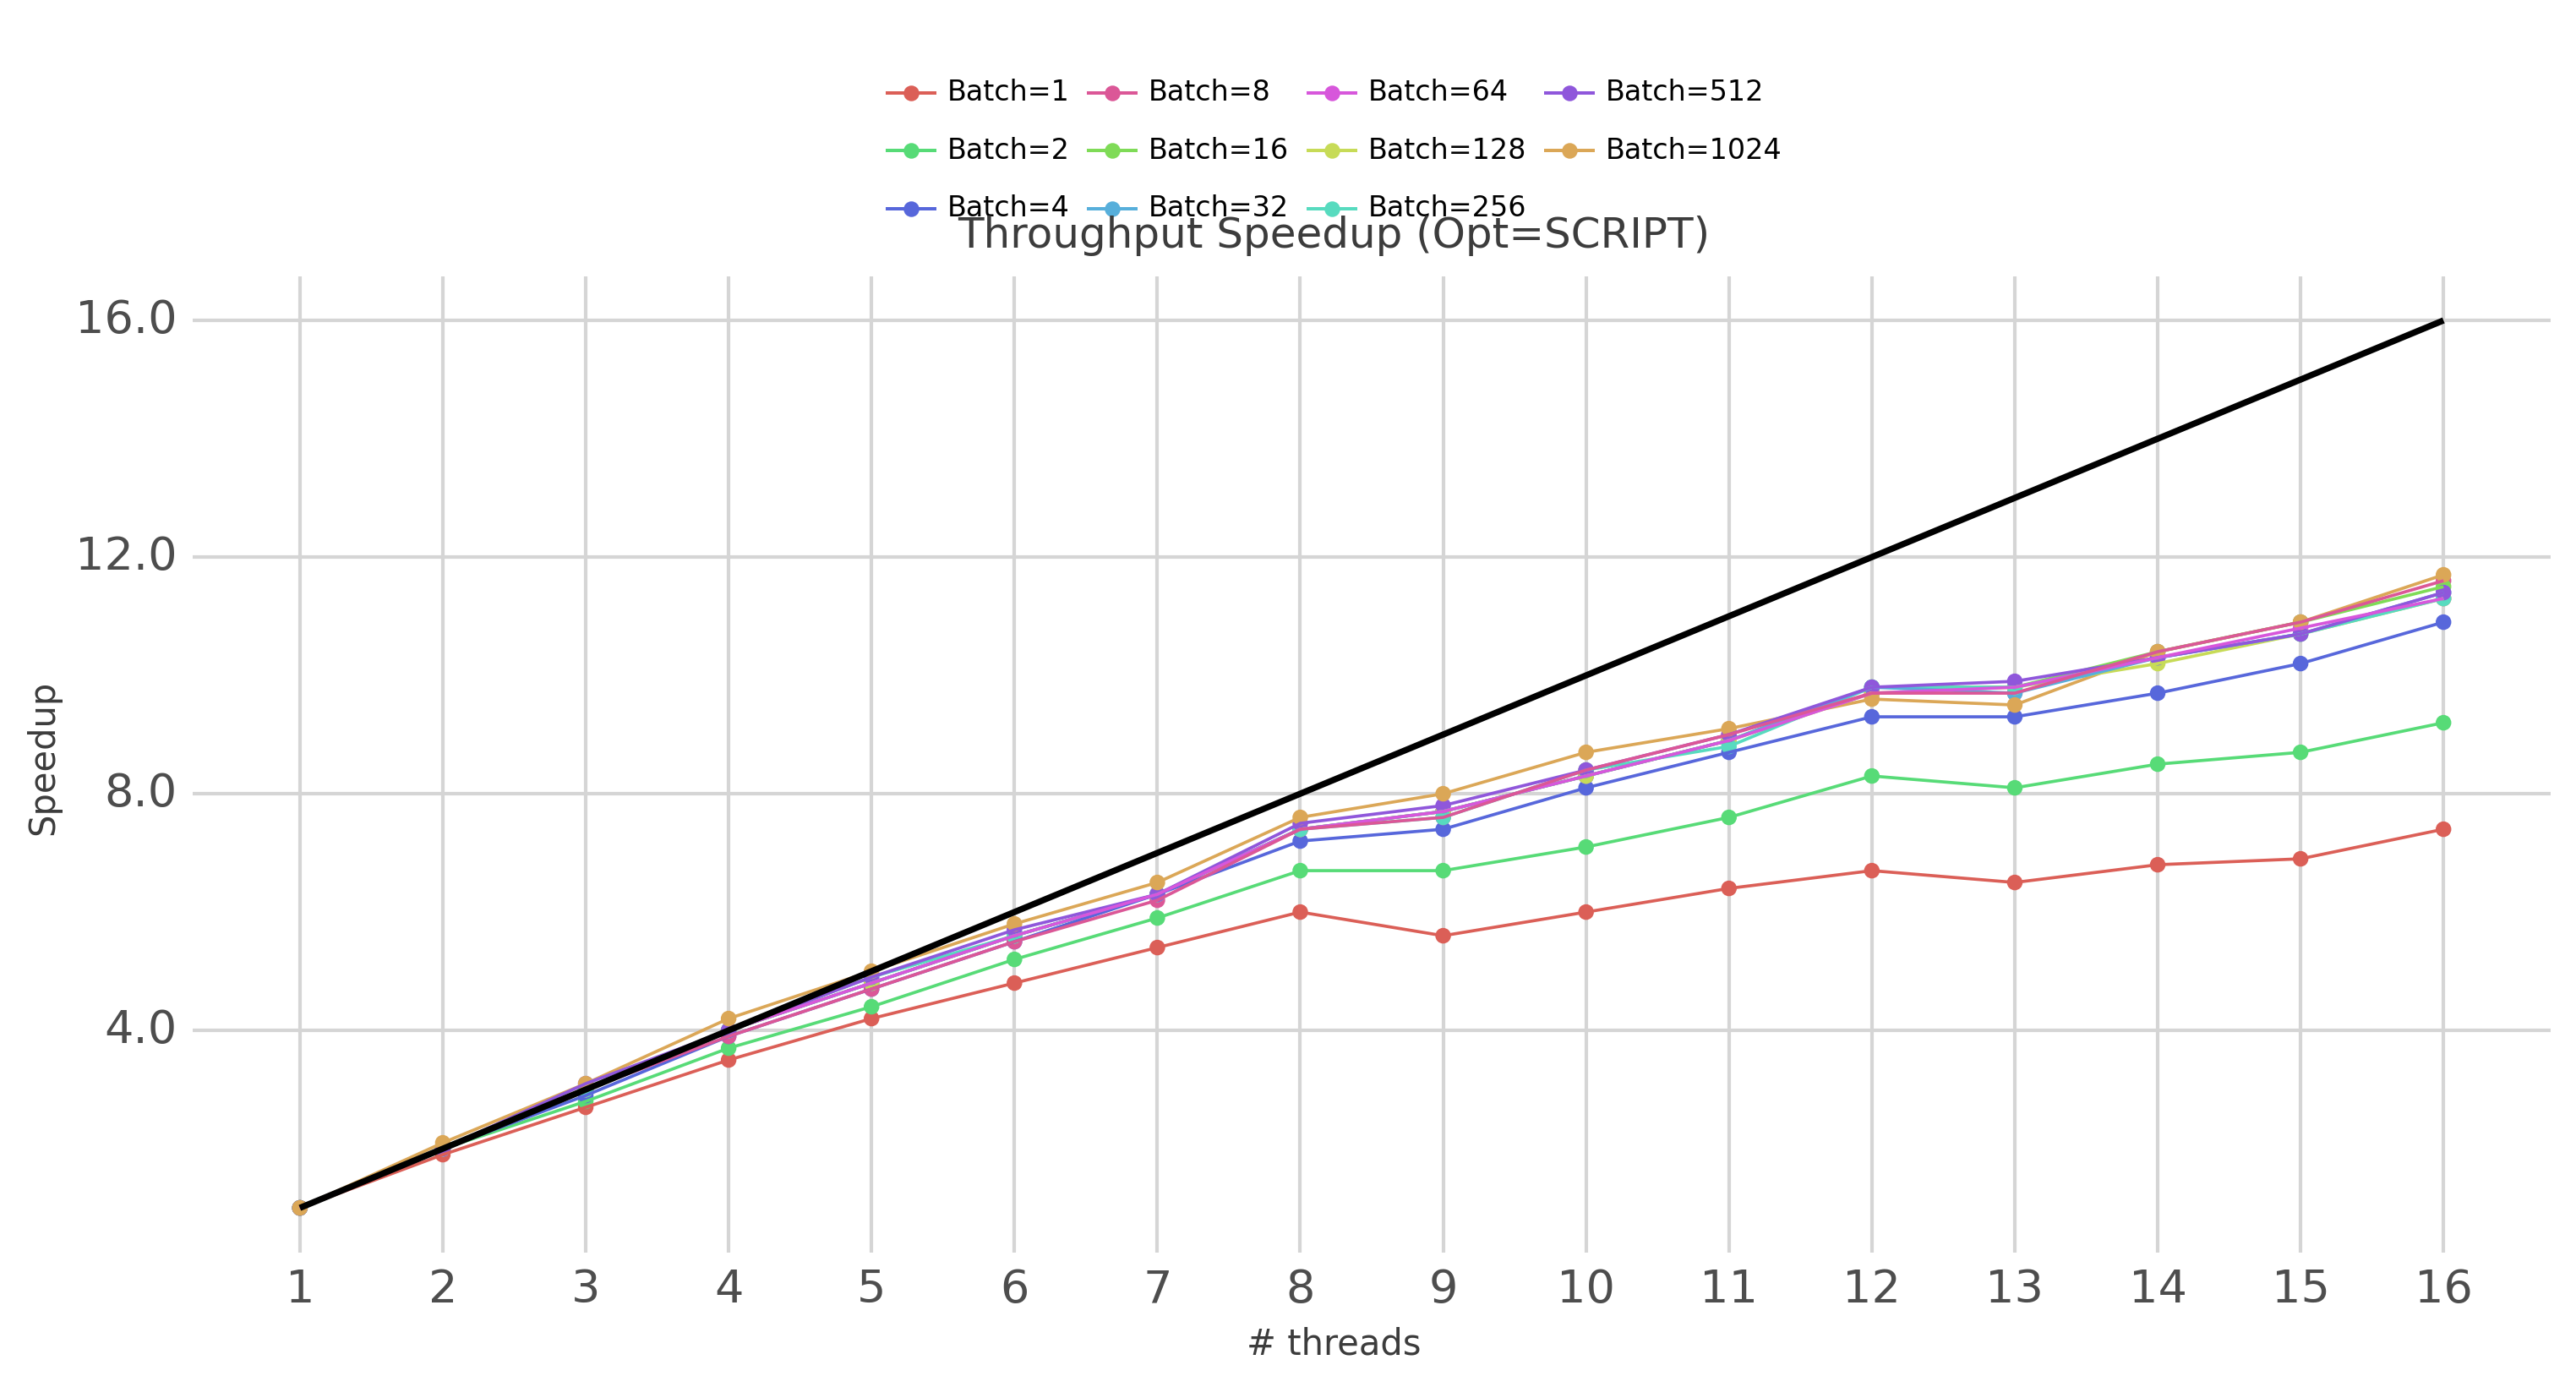 Batch=1 Batch=8 Batch=64 Batch=512
Batch=2 Batch=16 Batch=128 Batch=1024
Batch=4 Batch=32 Batch=256
Throughput Speedup (Opt=SCRIPT)
16.0
12.0
8.0
4.0
Speedup
1 2 3 4 5 6 7 8 9 10 11 12 13 14 15 16
# threads